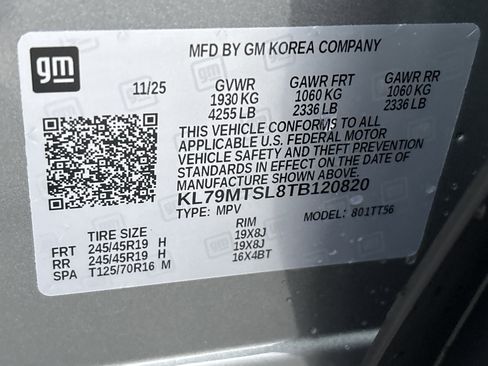 gm
MFD BY GM KOREA COMPANY
11/25 GVWR GAWR FRT GAWR RR
1930 KG 1060 KG 1060 KG
4255 LB 2336 LB 2336 LB
THIS VEHICLE CONFORMS TO ALL
APPLICABLE U.S. FEDERAL MOTOR
VEHICLE SAFETY AND THEFT PREVENTION
STANDARDS IN EFFECT ON THE DATE OF
MANUFACTURE SHOWN ABOVE.
KL79MTSL8TB120820
TYPE: MPV MODEL: 801TT56
TIRE SIZE RIM
FRT 245/45R19 H 19X8J
RR 245/45R19 H 19X8J
SPA T125/70R16 M 16X4BT